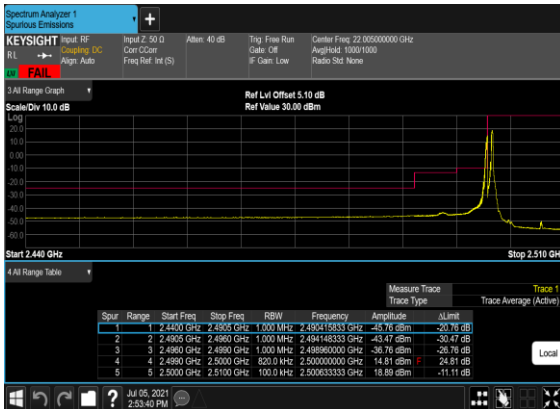 Spectrum Analyzer 1
Spurious Emissions
+
KEYSIGHT Input: RF Input Z: 50 Ω Atten: 40 dB Trig: Free Run Center Freq: 22.005000000 GHz
RL Coupling: DC Corr CCorr Gate: Off Avg|Hold: 1000/1000
Align: Auto Freq Ref: Int (S) IF Gain: Low Radio Std: None
LW FAIL
3 All Range Graph
Ref Lvl Offset 5.10 dB
Scale/Div 10.0 dB Ref Value 30.00 dBm
Log
20.0
10.0
0.00
-10.0
-20.0
-30.0
-40.0
-50.0
-60.0
Start 2.440 GHz Stop 2.510 GH
4 All Range Table
Measure Trace Trace 1
Trace Type Trace Average (Active)
Spur Range Start Freq Stop Freq RBW Frequency Amplitude ΔLimit
1 1 2.4400 GHz 2.4905 GHz 1.000 MHz 2.490415833 GHz -45.76 dBm -20.76 dB
2 2 2.4905 GHz 2.4960 GHz 1.000 MHz 2.494148333 GHz -43.47 dBm -30.47 dB
3 3 2.4960 GHz 2.4990 GHz 1.000 MHz 2.498960000 GHz -36.76 dBm -26.76 dB
4 4 2.4990 GHz 2.5000 GHz 820.0 kHz 2.500000000 GHz 14.81 dBm F 24.81 dB
5 5 2.5000 GHz 2.5100 GHz 100.0 kHz 2.500633333 GHz 18.89 dBm -11.11 dB
Local
? Jul 05, 2021
2:53:40 PM